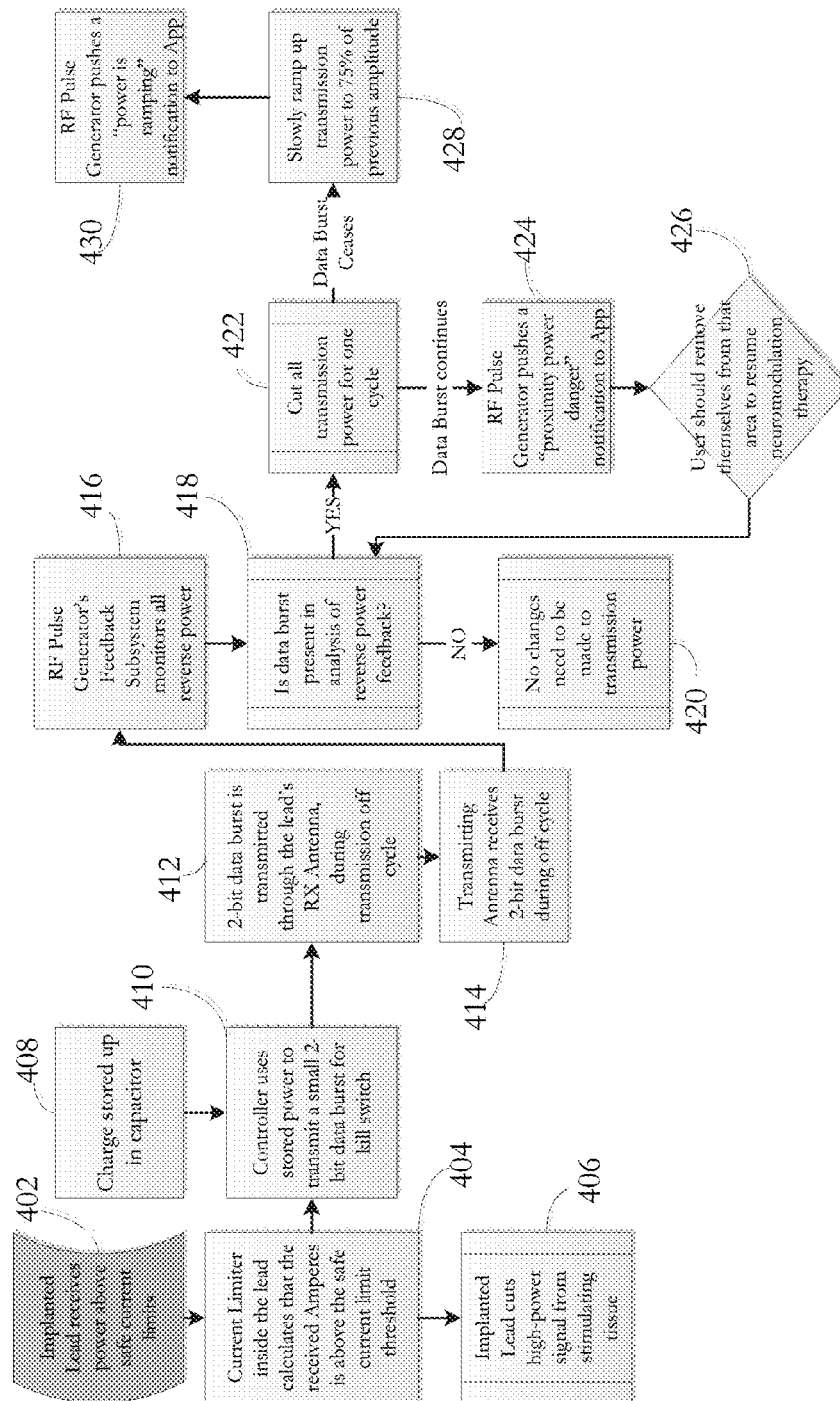 402
Implanted
Lead receives
power above
safe current
limits
Current Limiter
inside the lead
calculates that the
received Amperes
is above the safe
current limit
threshold
404
Implanted
Lead cuts
high-power
signal from
stimulating
tissue
406
408
Charge stored up
in capacitor
410
Controller uses
stored power to
transmit a small 2-
bit data burst for
kill switch
412
2-bit data burst is
transmitted
through the lead's
RX Antenna,
during
transmission off
cycle
Transmitting
Antenna receives
2-bit data burst
during off cycle
414
RF Pulse
Generator's
Feedback
Subsystem
monitors all
reverse power
416
Is data burst
present in
analysis of
reverse power
feedback?
418
NO
No changes
need to be
made to
transmission
power
420
YES
422
Cut all
transmission
power for one
cycle
Data Burst continues
RF Pulse
Generator pushes a
"proximity power
danger"
notification to App
424
User should remove
themselves from that
area to resume
neuromodulation
therapy
426
Data Burst
Ceases
Slowly ramp up
transmission
power to 75% of
previous amplitude
428
RF Pulse
Generator pushes a
"power is
ramping"
notification to App
430